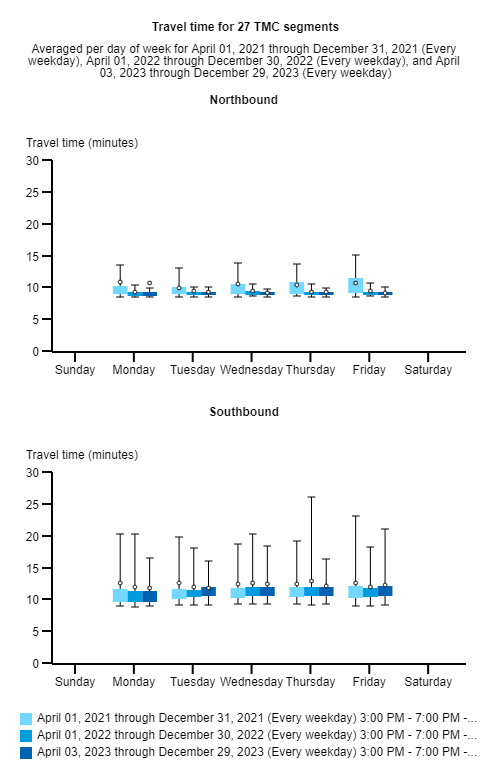 Travel time for 27 TMC segments
Averaged per day of week for April 01, 2021 through December 31, 2021 (Every
weekday), April 01, 2022 through December 30, 2022 (Every weekday), and April
03, 2023 through December 29, 2023 (Every weekday)
Northbound
Travel time (minutes)
30
25
20
15
10
5
0
Sunday Monday Tuesday Wednesday Thursday Friday Saturday
Southbound
Travel time (minutes)
30
25
20
15
10
5
0
Sunday Monday Tuesday Wednesday Thursday Friday Saturday
April 01, 2021 through December 31, 2021 (Every weekday) 3:00 PM - 7:00 PM -...
April 01, 2022 through December 30, 2022 (Every weekday) 3:00 PM - 7:00 PM -...
April 03, 2023 through December 29, 2023 (Every weekday) 3:00 PM - 7:00 PM -...